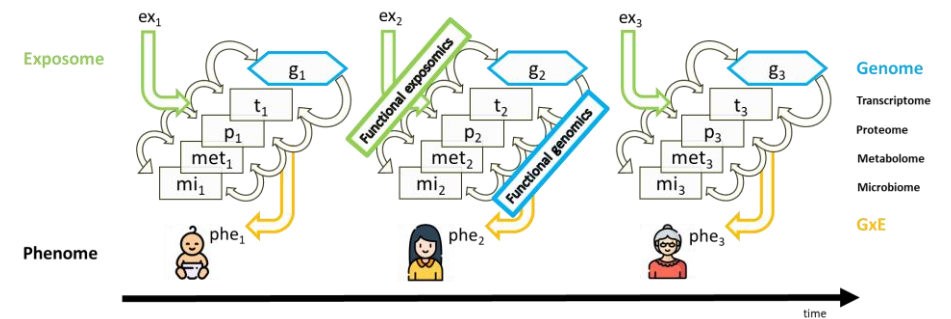 ex₁
ex₂
ex₃
Exposome
g₁
g₂
g₃
Genome
Functional exposomics
t₁
t₂
t₃
Transcriptome
p₁
p₂
p₃
Proteome
met₁
met₂
met₃
Metabolome
mi₁
mi₂
mi₃
Microbiome
Functional genomics
GxE
phe₁
phe₂
phe₃
Phenome
time